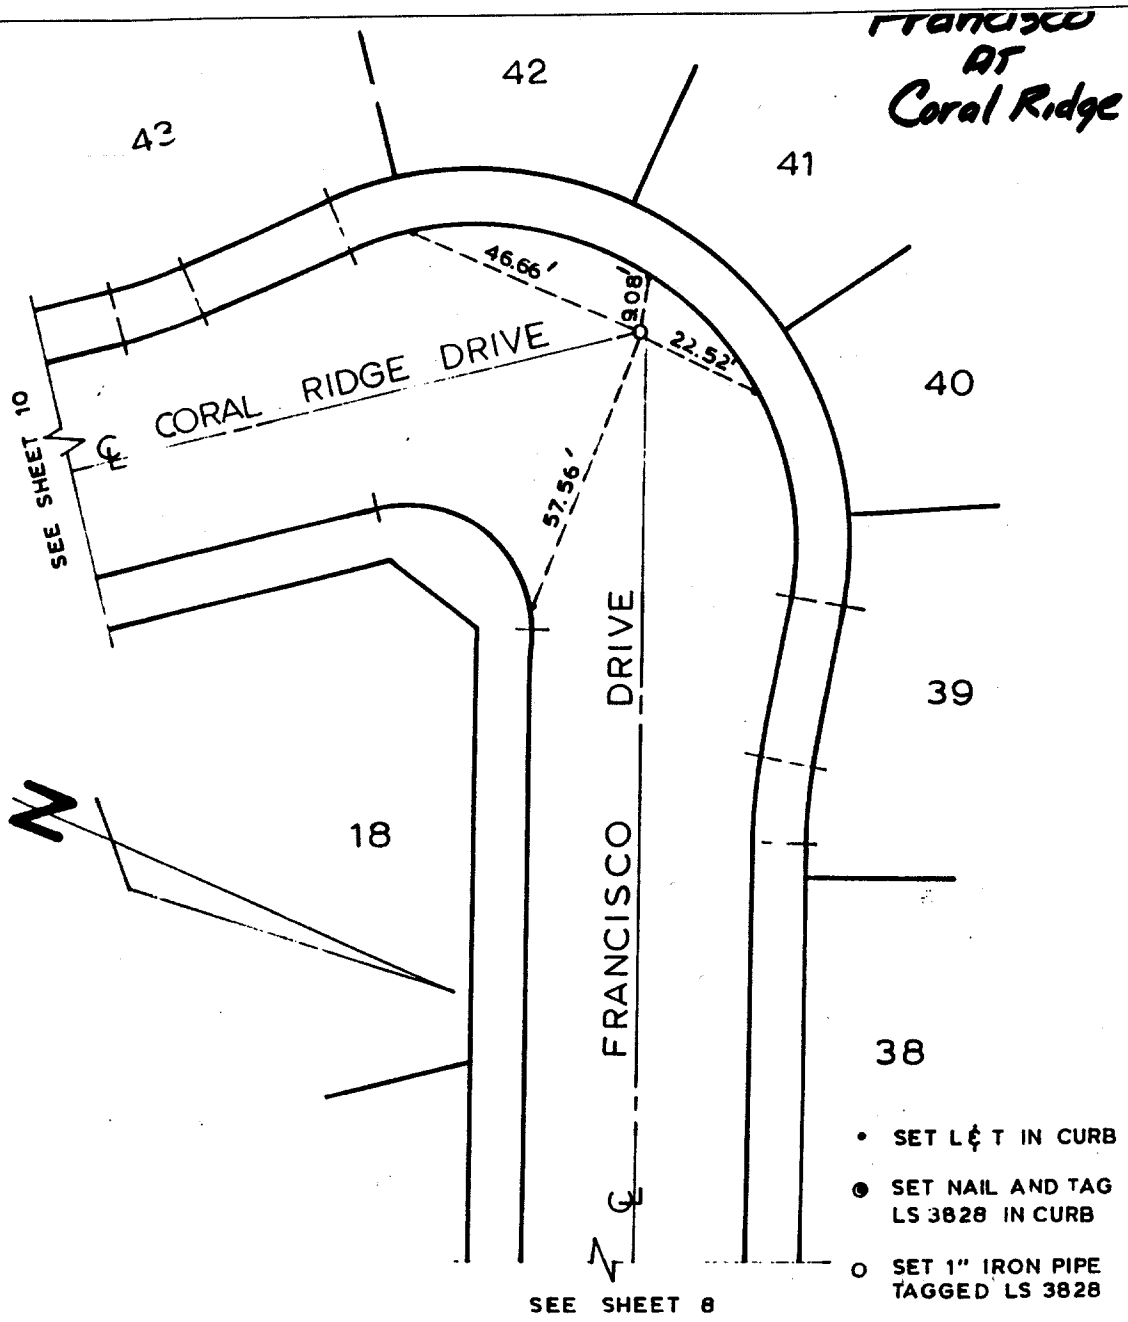 Francisco
AT
Coral Ridge
42
43
41
46.66'
9.08'
22.52'
CORAL RIDGE DRIVE
℄
40
SEE SHEET 10
57.56'
FRANCISCO DRIVE
℄
39
N
18
38
SET L & T IN CURB
SET NAIL AND TAG
LS 3828 IN CURB
SET 1" IRON PIPE
TAGGED LS 3828
SEE SHEET 8